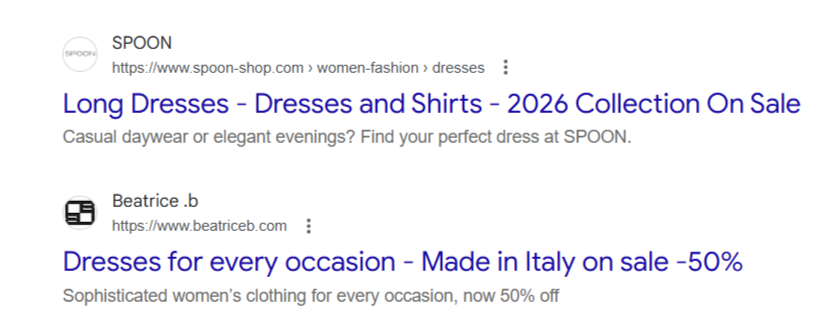 SPOON
SPOON
https://www.spoon-shop.com › women-fashion › dresses
Long Dresses - Dresses and Shirts - 2026 Collection On Sale
Casual daywear or elegant evenings? Find your perfect dress at SPOON.
Beatrice .b
https://www.beatriceb.com
Dresses for every occasion - Made in Italy on sale -50%
Sophisticated women's clothing for every occasion, now 50% off